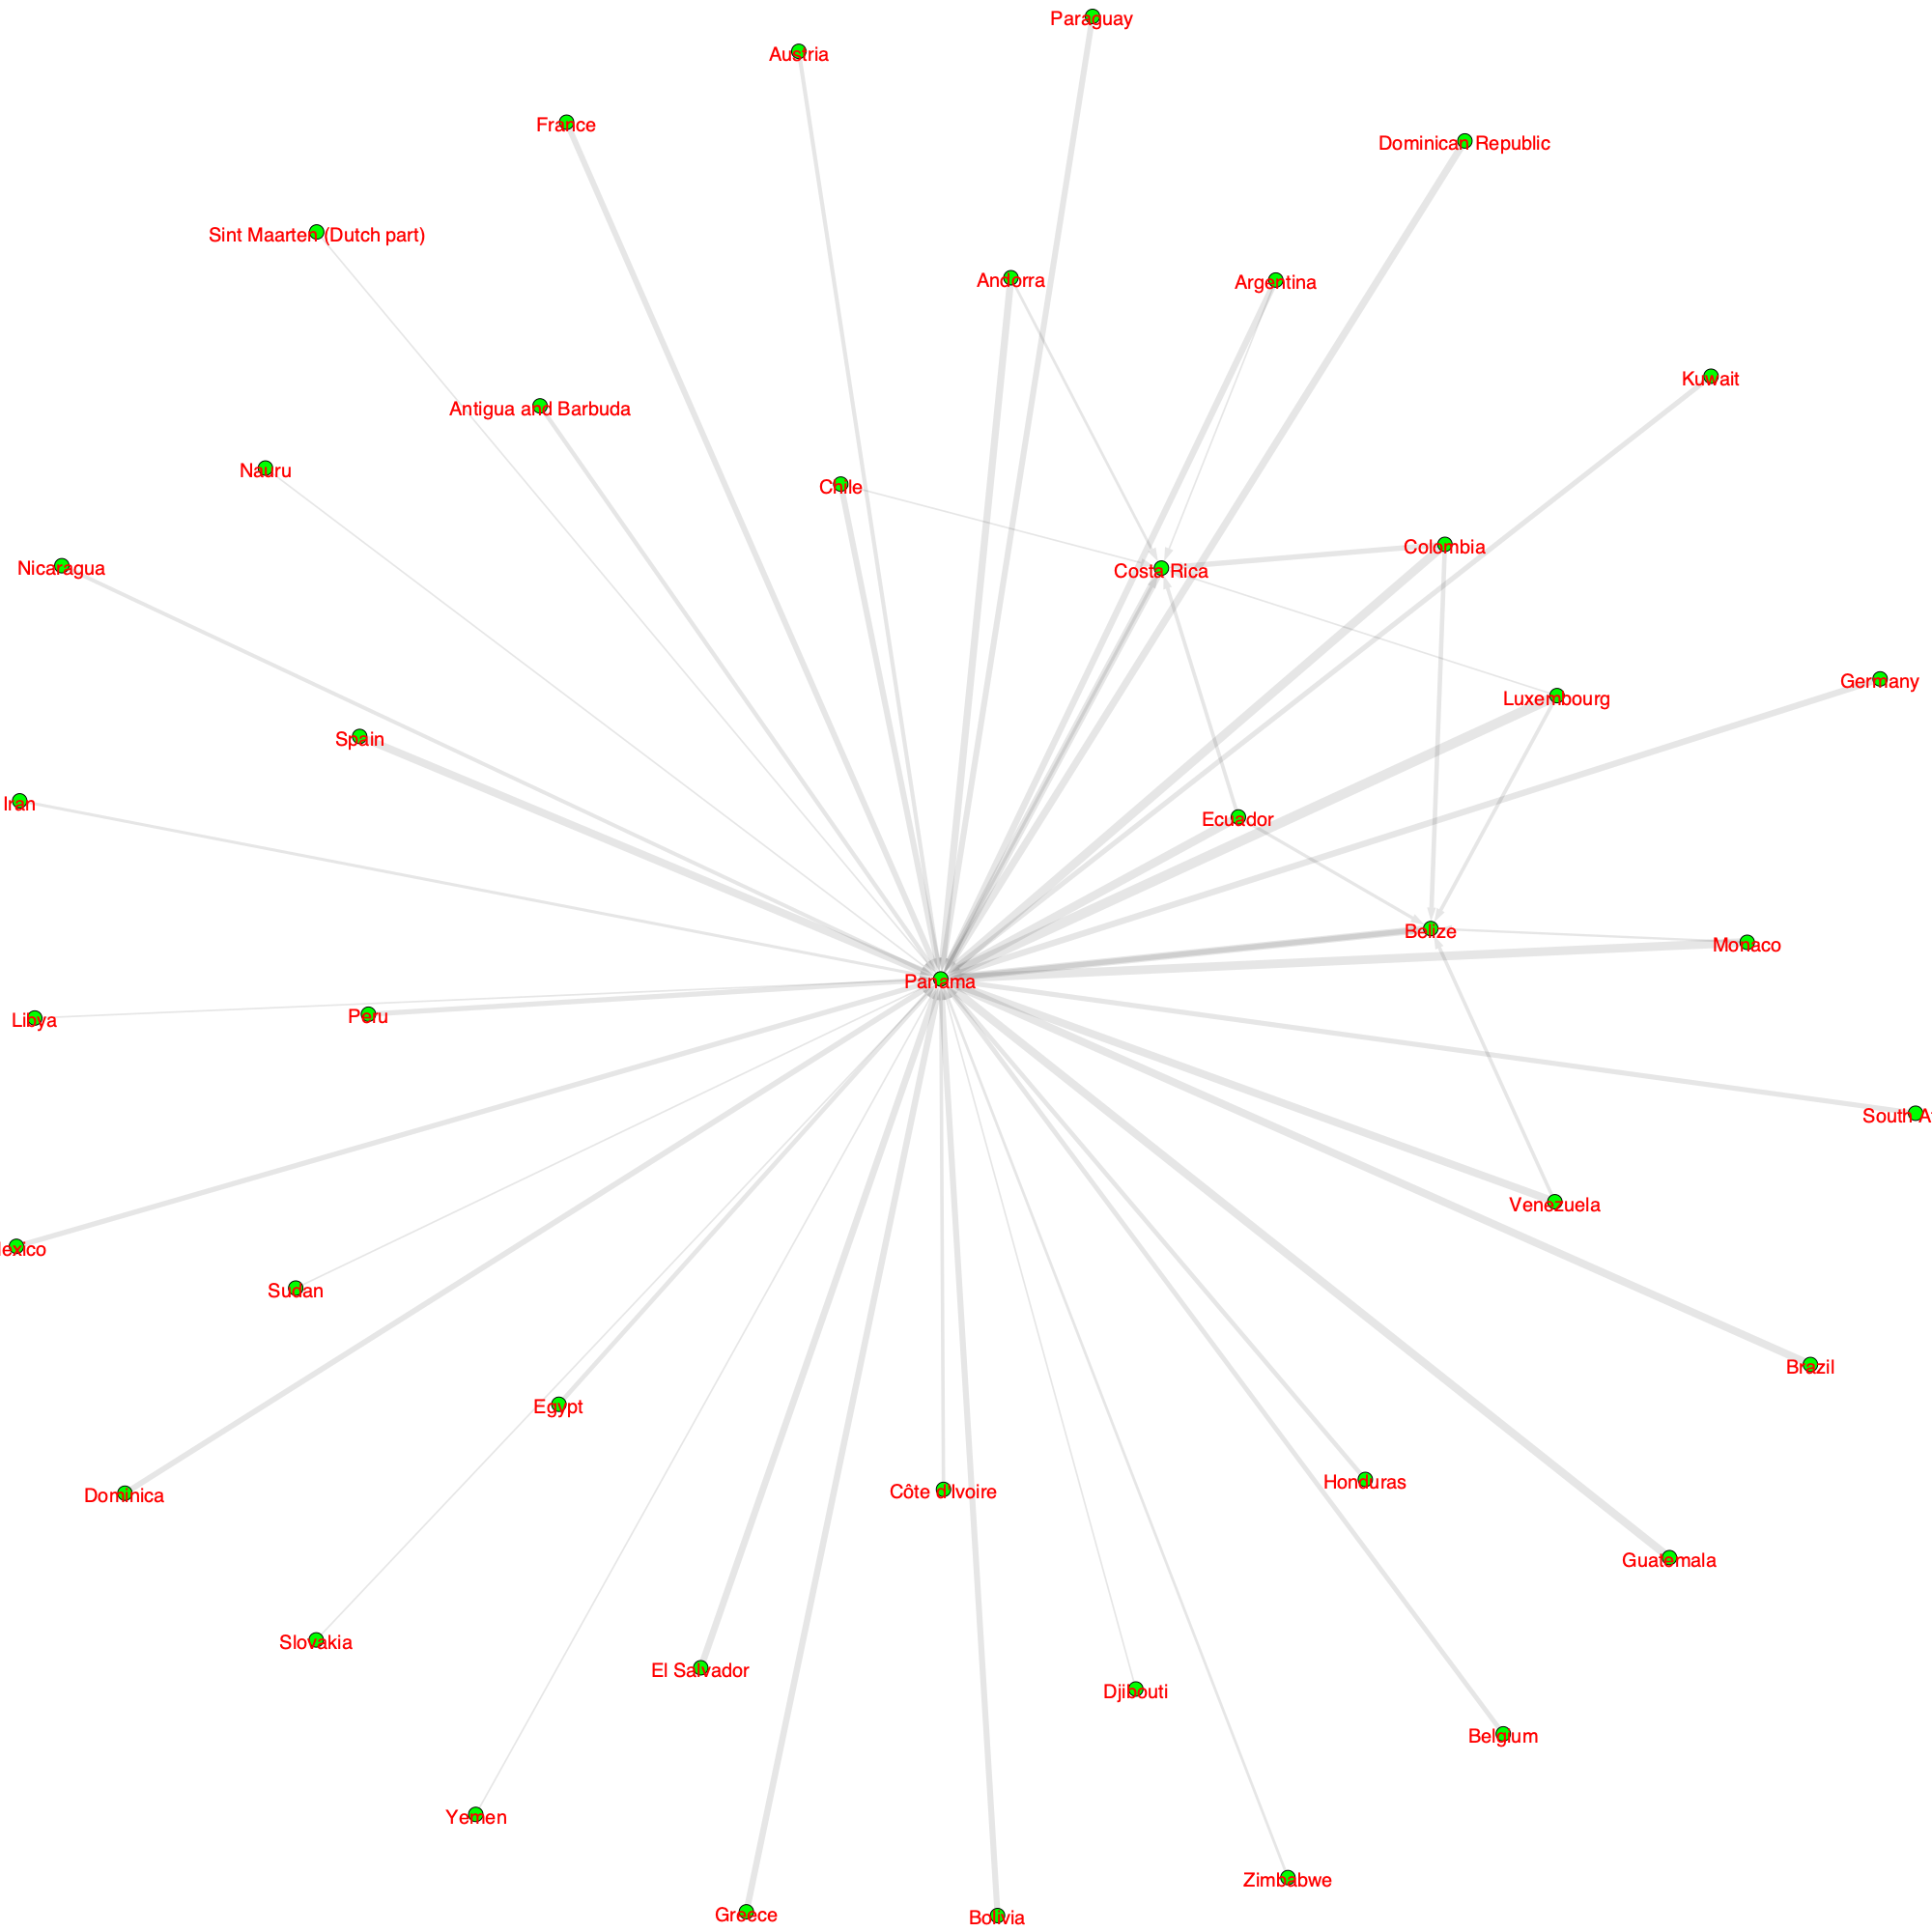 Paraguay
Austria
France
Dominican Republic
Sint Maarten (Dutch part)
Andorra
Argentina
Kuwait
Antigua and Barbuda
Nauru
Chile
Colombia
Nicaragua
Costa Rica
Germany
Luxembourg
Spain
Iran
Ecuador
Belize
Monaco
Panama
Peru
Libya
South A
Venezuela
exico
Sudan
Brazil
Egypt
Honduras
Côte d'Ivoire
Dominica
Guatemala
Slovakia
El Salvador
Djibouti
Belgium
Yemen
Zimbabwe
Greece
Bolivia